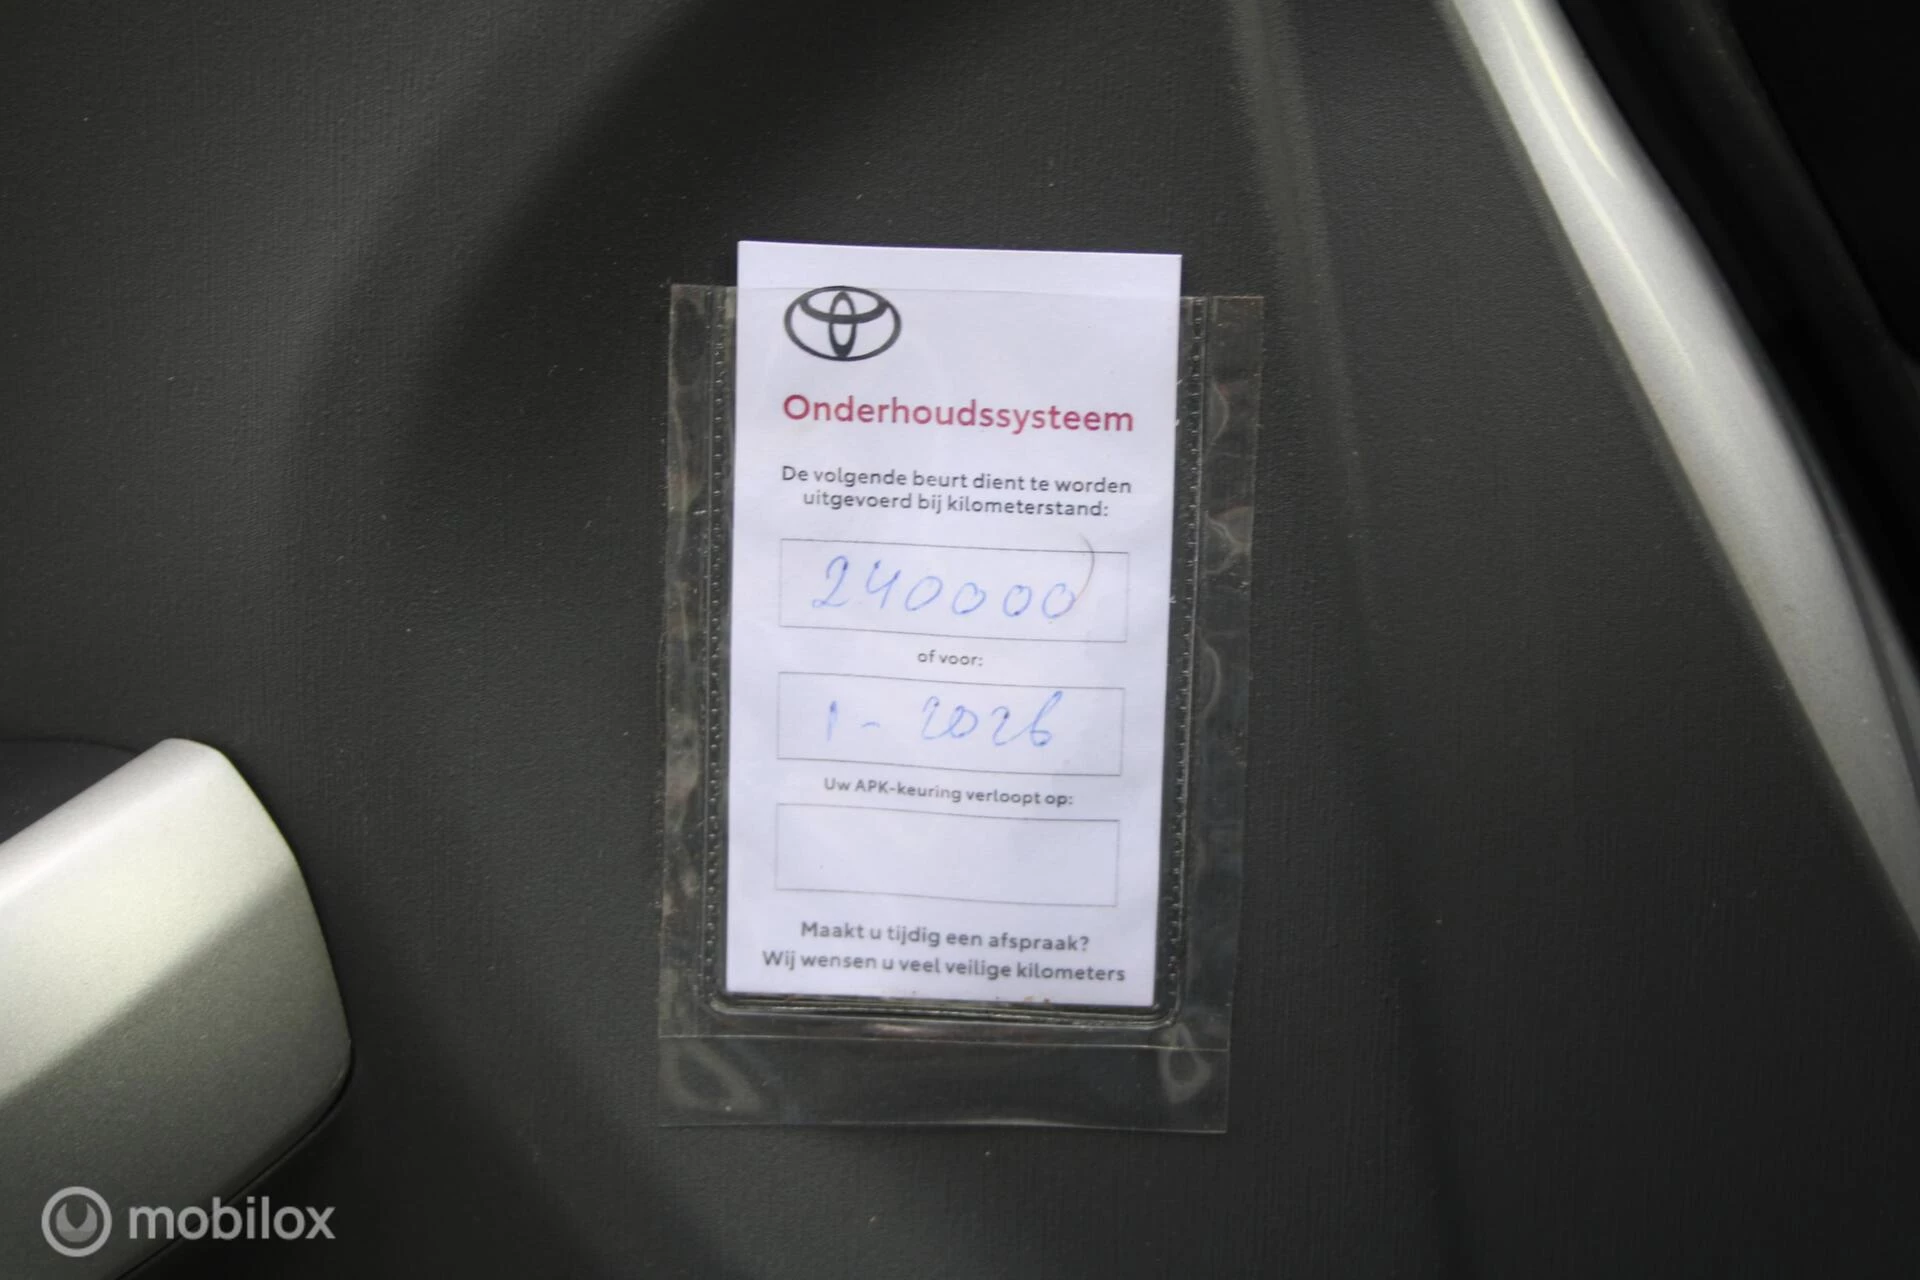 Onderhoudssysteem
De volgende beurt dient te worden
uitgevoerd bij kilometerstand:
240000
of voor:
1-2026
Uw APK-keuring verloopt op:
Maakt u tijdig een afspraak?
Wij wensen u veel veilige kilometers
mobilox